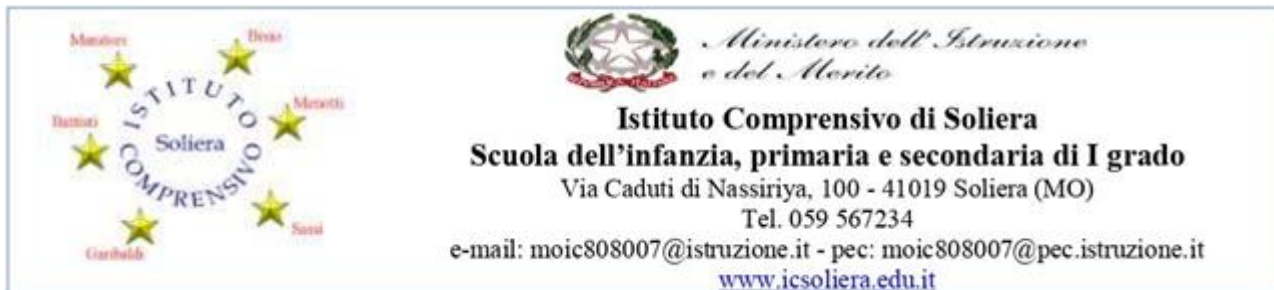 Muratori
Bixio
Menotti
Battisti
Sassi
Garibaldi
ISTITUTO
COMPRENSIVO
Soliera
Ministero dell'Istruzione
e del Merito
Istituto Comprensivo di Soliera
Scuola dell'infanzia, primaria e secondaria di I grado
Via Caduti di Nassiriya, 100 - 41019 Soliera (MO)
Tel. 059 567234
e-mail: moic808007@istruzione.it - pec: moic808007@pec.istruzione.it
www.icsoliera.edu.it